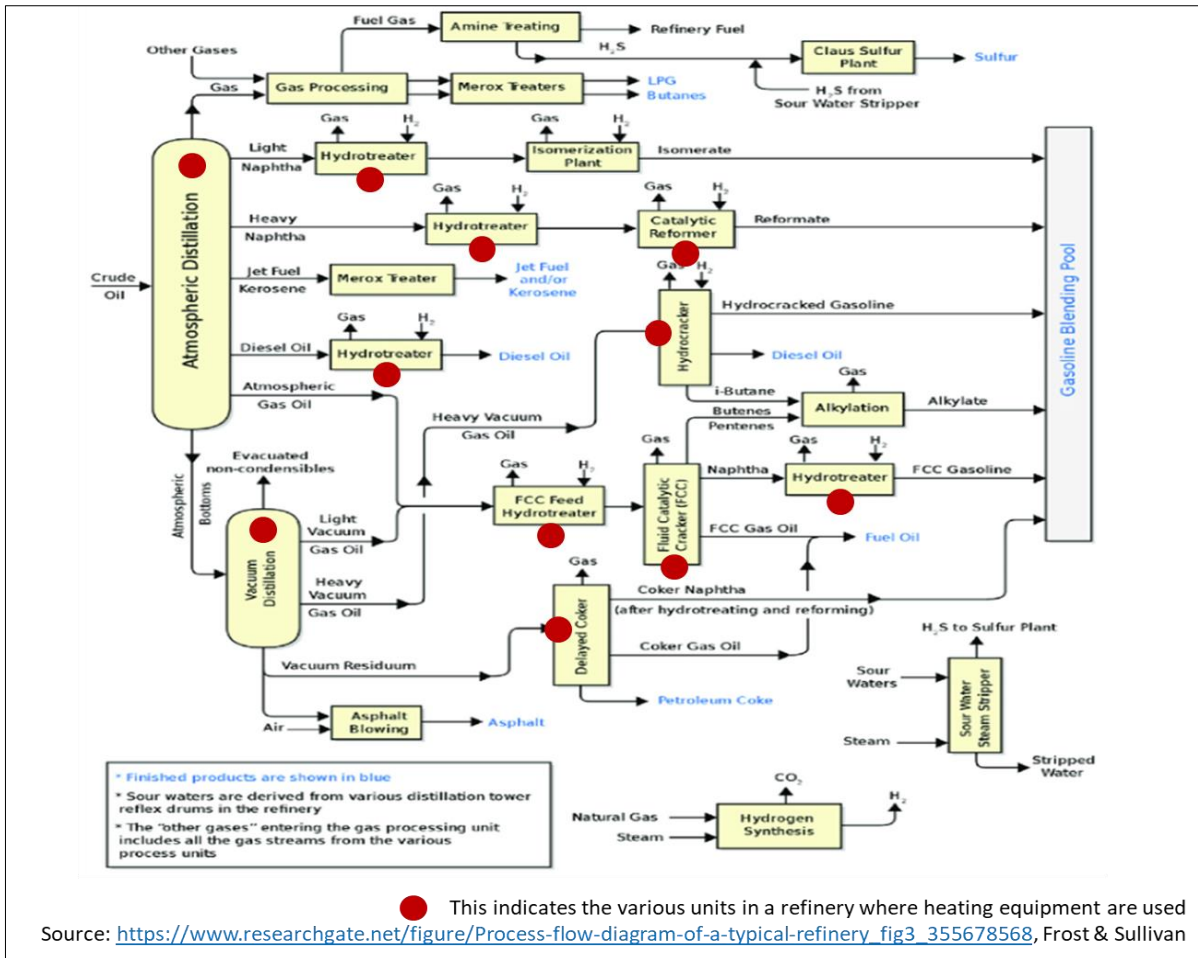 Fuel Gas
Amine Treating
Refinery Fuel
Other Gases
H₂S
Claus Sulfur
Plant
Sulfur
Gas
Gas Processing
Merox Treaters
LPG
Butanes
H₂S from
Sour Water Stripper
Gas
H₂
Gas
H₂
Light
Naphtha
Hydrotreater
Isomerization
Plant
Isomerate
Gas
H₂
Gas
H₂
Heavy
Naphtha
Hydrotreater
Catalytic
Reformer
Reformate
Atmospheric Distillation
Crude
Oil
Jet Fuel
Kerosene
Merox Treater
Jet Fuel
and/or
Kerosene
Gas
H₂
Hydrocracker
Hydrocracked Gasoline
Diesel Oil
Gasoline Blending Pool
Gas
H₂
Diesel Oil
Hydrotreater
Diesel Oil
Atmospheric
Gas Oil
i-Butane
Butenes
Pentenes
Gas
Alkylation
Alkylate
Heavy Vacuum
Gas Oil
Atmospheric
Bottoms
Evacuated
non-condensibles
Gas
H₂
FCC Feed
Hydrotreater
Gas
Fluid Catalytic
Cracker (FCC)
Naphtha
Gas
H₂
Hydrotreater
FCC Gasoline
FCC Gas Oil
Fuel Oil
Vacuum
Distillation
Light
Vacuum
Gas Oil
Heavy
Vacuum
Gas Oil
Gas
Delayed Coker
Coker Naphtha
(after hydrotreating and reforming)
Coker Gas Oil
Vacuum Residuum
Petroleum Coke
Air
Asphalt
Blowing
Asphalt
H₂S to Sulfur Plant
Sour
Waters
Sour Water
Steam Stripper
Steam
Stripped
Water
* Finished products are shown in blue
* Sour waters are derived from various distillation tower
reflex drums in the refinery
* The "other gases" entering the gas processing unit
includes all the gas streams from the various
process units
CO₂
H₂
Natural Gas
Steam
Hydrogen
Synthesis
This indicates the various units in a refinery where heating equipment are used
Source: https://www.researchgate.net/figure/Process-flow-diagram-of-a-typical-refinery_fig3_355678568, Frost & Sullivan